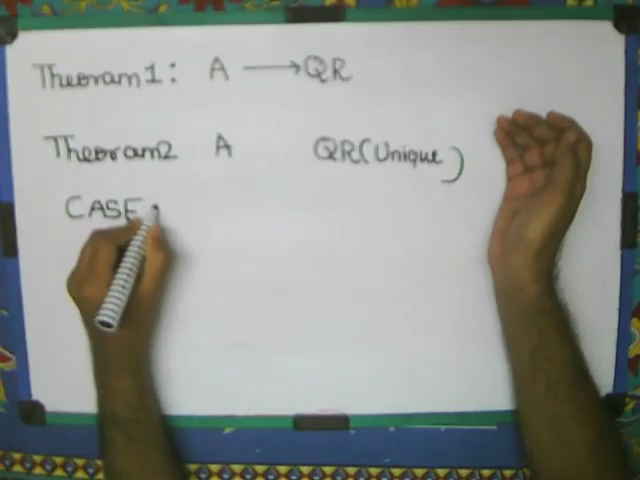 Theoram1: A ⟶ QR
Theoram2 A QR(Unique)
CASE